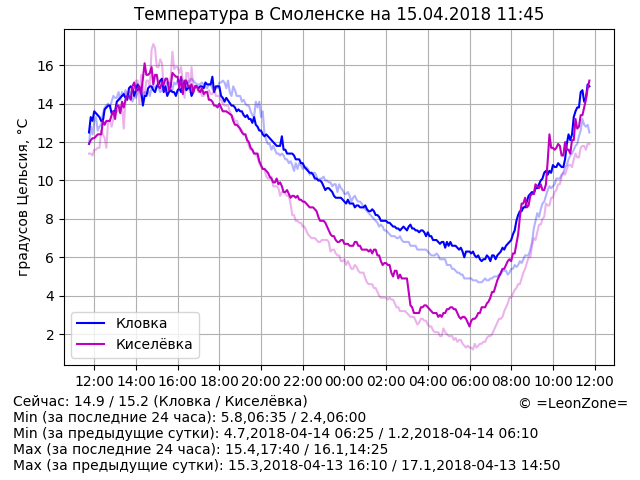 Температура в Смоленске на 15.04.2018 11:45
градусов Цельсия, °C
16
14
12
10
8
6
4
2
Кловка
Киселёвка
12:00 14:00 16:00 18:00 20:00 22:00 00:00 02:00 04:00 06:00 08:00 10:00 12:00
Сейчас: 14.9 / 15.2 (Кловка / Киселёвка)
© =LeonZone=
Min (за последние 24 часа): 5.8,06:35 / 2.4,06:00
Min (за предыдущие сутки): 4.7,2018-04-14 06:25 / 1.2,2018-04-14 06:10
Max (за последние 24 часа): 15.4,17:40 / 16.1,14:25
Max (за предыдущие сутки): 15.3,2018-04-13 16:10 / 17.1,2018-04-13 14:50